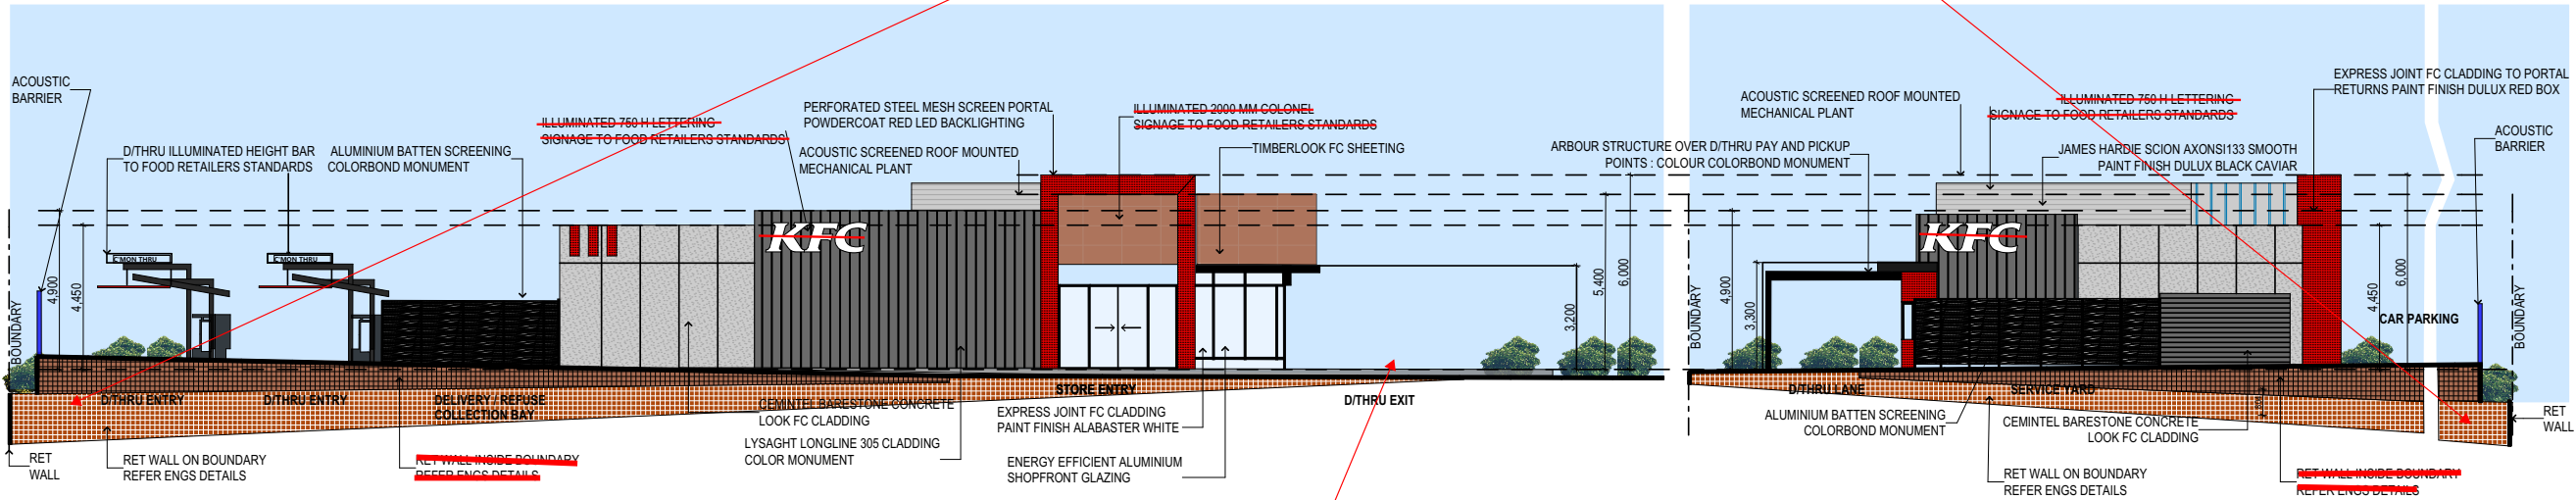 ACOUSTIC
BARRIER
D/THRU ILLUMINATED HEIGHT BAR
TO FOOD RETAILERS STANDARDS
ALUMINIUM BATTEN SCREENING
COLORBOND MONUMENT
ILLUMINATED 750 H LETTERING
SIGNAGE TO FOOD RETAILERS STANDARDS
PERFORATED STEEL MESH SCREEN PORTAL
POWDERCOAT RED LED BACKLIGHTING
ACOUSTIC SCREENED ROOF MOUNTED
MECHANICAL PLANT
ILLUMINATED 2000 MM COLONEL
SIGNAGE TO FOOD RETAILERS STANDARDS
TIMBERLOOK FC SHEETING
C'MON THRU
C'MON THRU
KFC
4,900
4,450
BOUNDARY
3,200
5,400
6,000
D/THRU ENTRY
D/THRU ENTRY
DELIVERY / REFUSE
COLLECTION BAY
STORE ENTRY
D/THRU EXIT
RET
WALL
RET WALL ON BOUNDARY
REFER ENGS DETAILS
RET WALL INSIDE BOUNDARY
REFER ENGS DETAILS
CEMINTEL BARESTONE CONCRETE
LOOK FC CLADDING
LYSAGHT LONGLINE 305 CLADDING
COLOR MONUMENT
EXPRESS JOINT FC CLADDING
PAINT FINISH ALABASTER WHITE
ENERGY EFFICIENT ALUMINIUM
SHOPFRONT GLAZING
ACOUSTIC SCREENED ROOF MOUNTED
MECHANICAL PLANT
ARBOUR STRUCTURE OVER D/THRU PAY AND PICKUP
POINTS : COLOUR COLORBOND MONUMENT
ILLUMINATED 750 H LETTERING
SIGNAGE TO FOOD RETAILERS STANDARDS
JAMES HARDIE SCION AXONSI133 SMOOTH
PAINT FINISH DULUX BLACK CAVIAR
EXPRESS JOINT FC CLADDING TO PORTAL
RETURNS PAINT FINISH DULUX RED BOX
ACOUSTIC
BARRIER
KFC
BOUNDARY
4,900
3,300
4,450
6,000
CAR PARKING
BOUNDARY
D/THRU LANE
SERVICE YARD
ALUMINIUM BATTEN SCREENING
COLORBOND MONUMENT
CEMINTEL BARESTONE CONCRETE
LOOK FC CLADDING
RET WALL ON BOUNDARY
REFER ENGS DETAILS
RET WALL INSIDE BOUNDARY
REFER ENGS DETAILS
RET
WALL